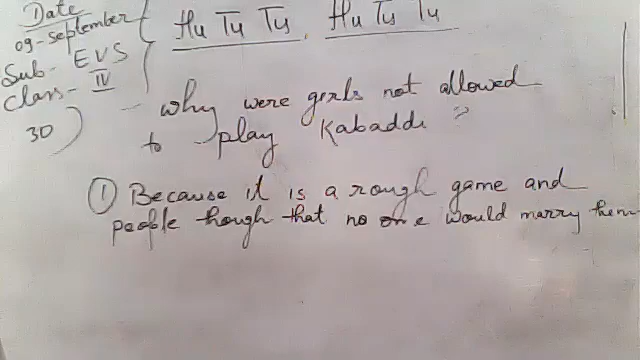 Date
09-september
Sub- EVS
Class- IV
30
Hu Tu Tu, Hu Tu Tu
why were girls not allowed
to play Kabaddi ?
① Because it is a rough game and
people though that no one would marry them